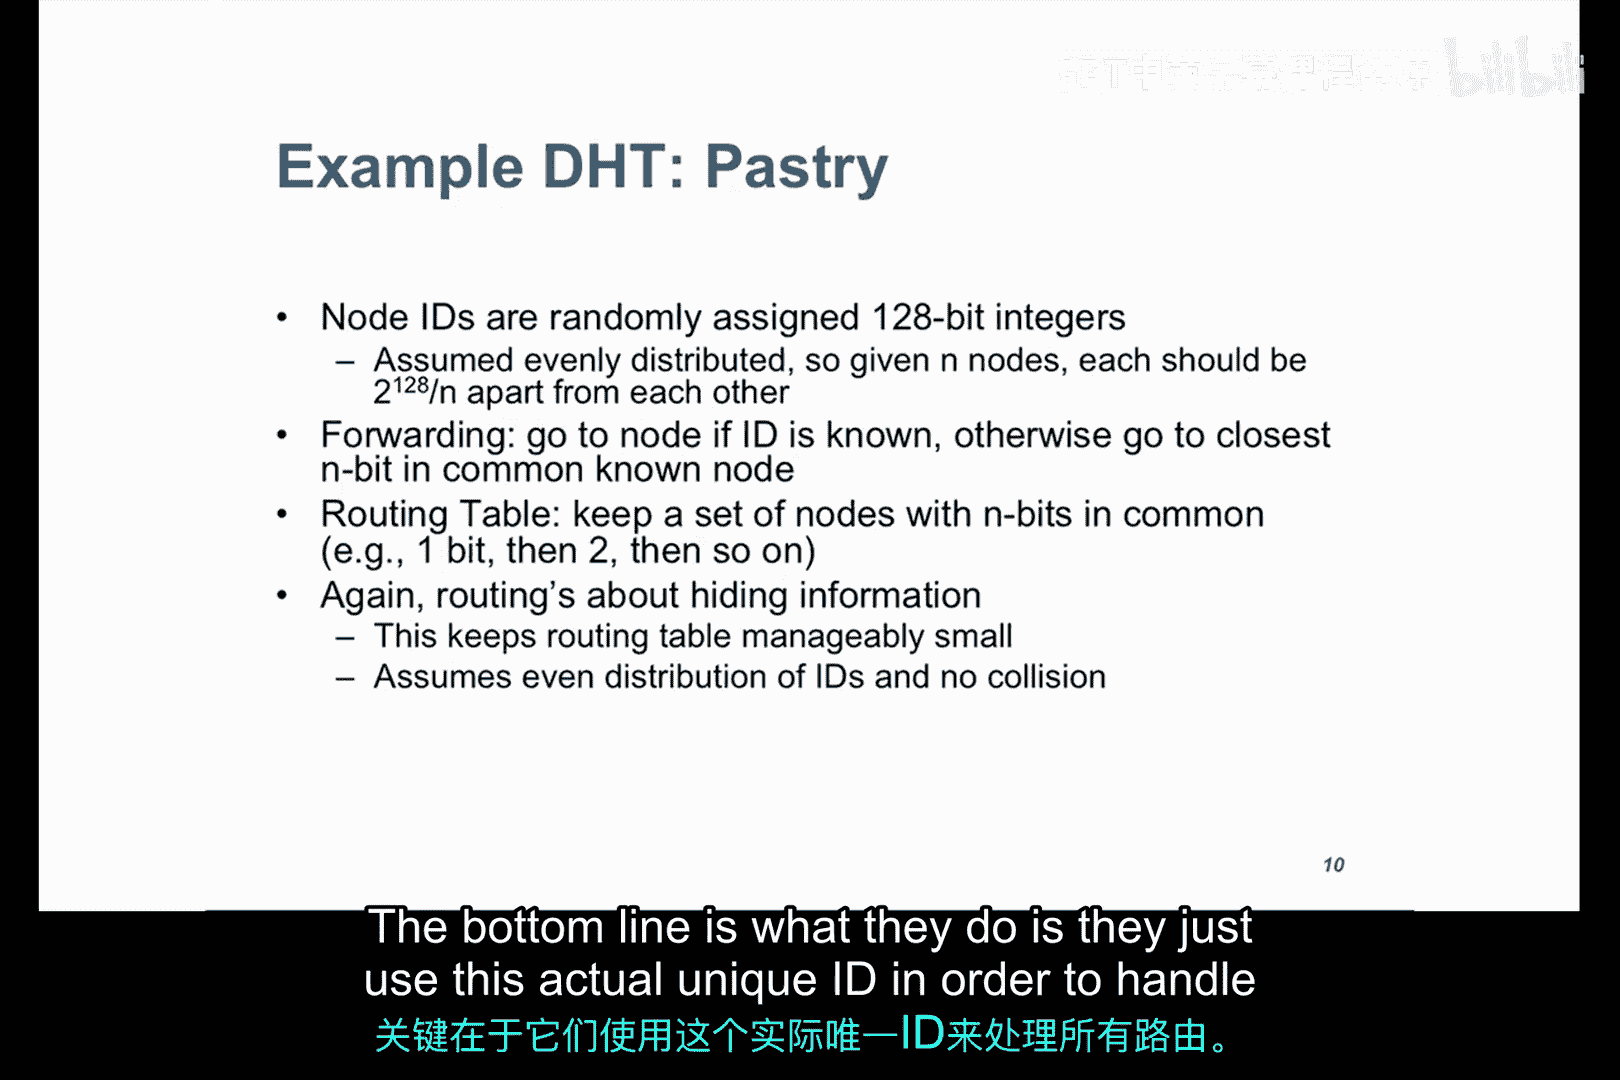 bilibili
Example DHT: Pastry
• Node IDs are randomly assigned 128-bit integers
– Assumed evenly distributed, so given n nodes, each should be
2¹²⁸/n apart from each other
• Forwarding: go to node if ID is known, otherwise go to closest
n-bit in common known node
• Routing Table: keep a set of nodes with n-bits in common
(e.g., 1 bit, then 2, then so on)
• Again, routing's about hiding information
– This keeps routing table manageably small
– Assumes even distribution of IDs and no collision
10
The bottom line is what they do is they just
use this actual unique ID in order to handle
关键在于它们使用这个实际唯一ID来处理所有路由。